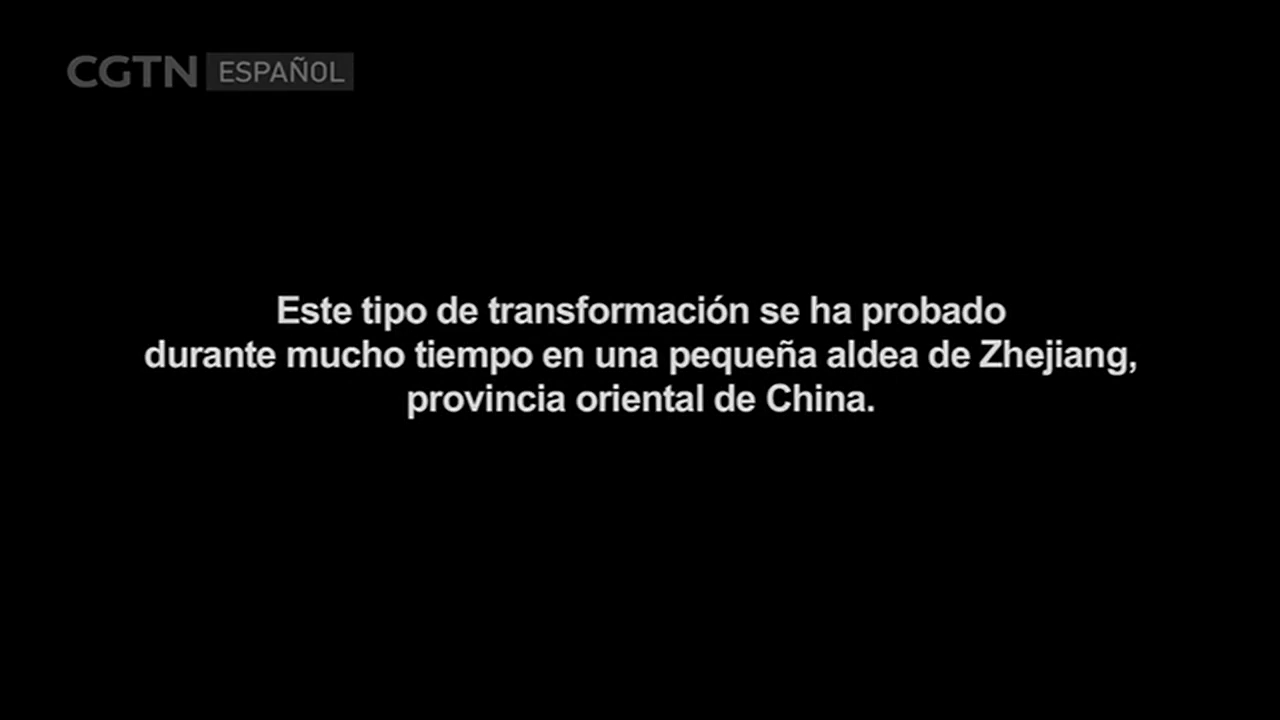 CGTN ESPAÑOL
Este tipo de transformación se ha probado
durante mucho tiempo en una pequeña aldea de Zhejiang,
provincia oriental de China.